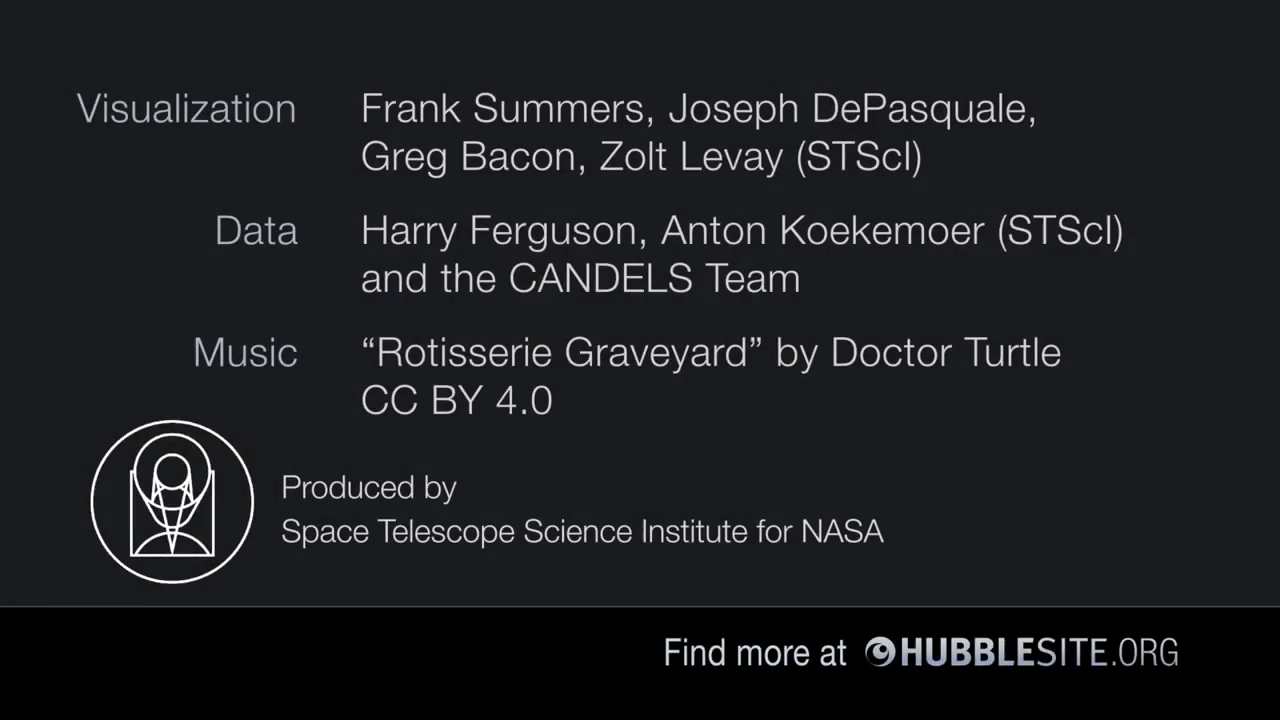 Visualization Frank Summers, Joseph DePasquale,
Greg Bacon, Zolt Levay (STScI)
Data Harry Ferguson, Anton Koekemoer (STScI)
and the CANDELS Team
Music “Rotisserie Graveyard” by Doctor Turtle
CC BY 4.0
Produced by
Space Telescope Science Institute for NASA
Find more at HUBBLESITE.ORG